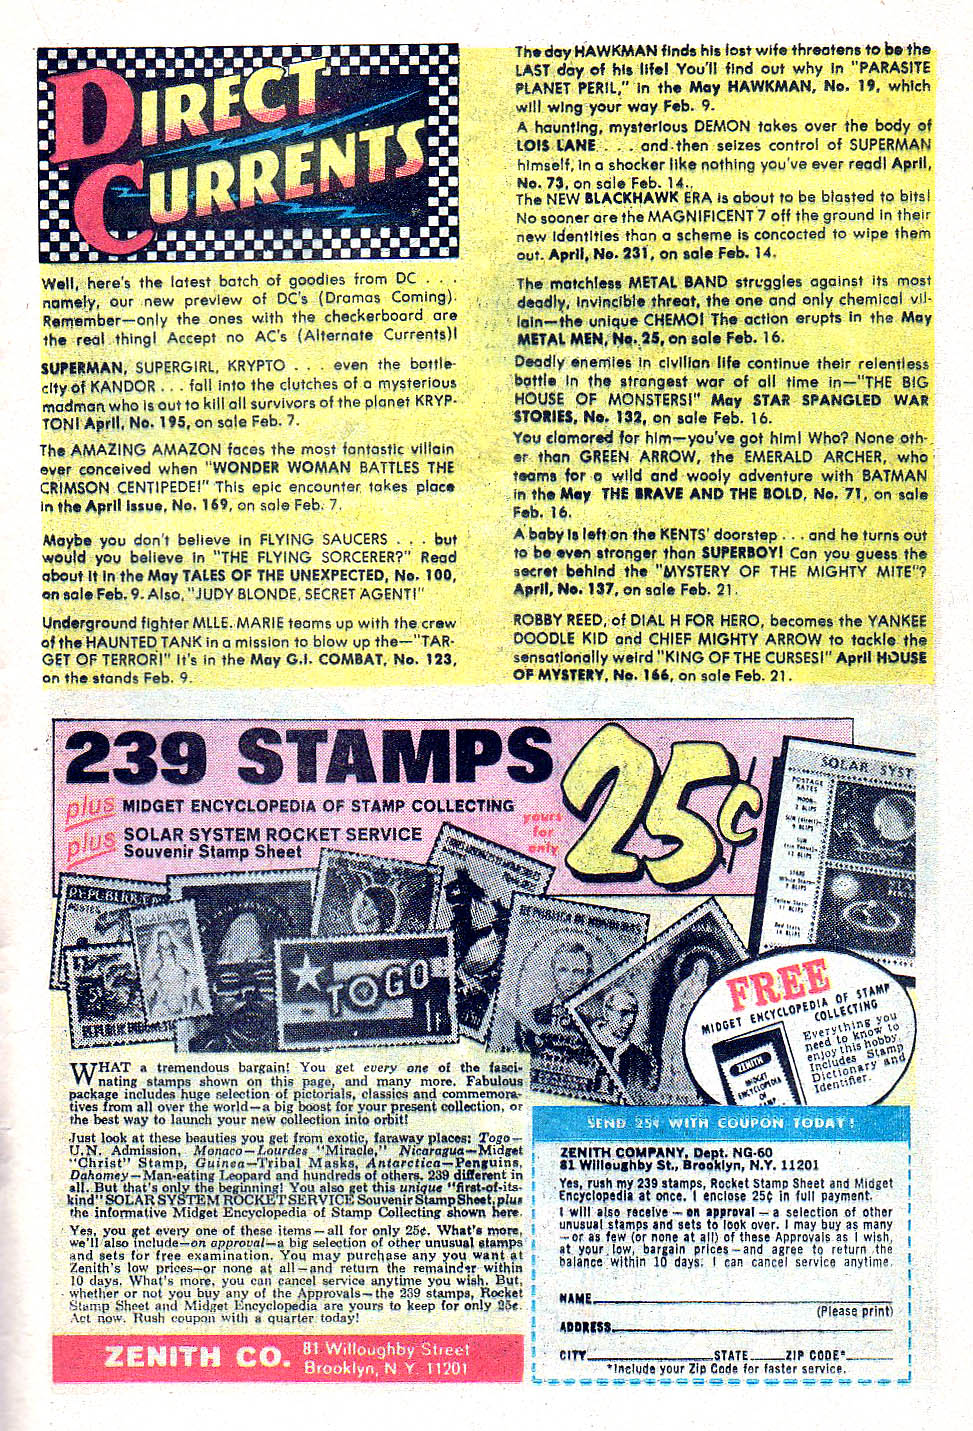 DIRECT
CURRENTS
Well, here's the latest batch of goodies from DC . . .
namely, our new preview of DC's (Dramas Coming).
Remember—only the ones with the checkerboard are
the real thing! Accept no AC's (Alternate Currents)!
SUPERMAN, SUPERGIRL, KRYPTO . . . even the bottle-
city of KANDOR . . . fall into the clutches of a mysterious
madman who is out to kill all survivors of the planet KRYP-
TON! April, No. 195, on sale Feb. 7.
The AMAZING AMAZON faces the most fantastic villain
ever conceived when "WONDER WOMAN BATTLES THE
CRIMSON CENTIPEDE!" This epic encounter takes place
in the April issue, No. 169, on sale Feb. 7.
Maybe you don't believe in FLYING SAUCERS . . . but
would you believe in "THE FLYING SORCERER?" Read
about it in the May TALES OF THE UNEXPECTED, No. 100,
on sale Feb. 9. Also, "JUDY BLONDE, SECRET AGENT!"
Underground fighter MLLE. MARIE teams up with the crew
of the HAUNTED TANK in a mission to blow up the—"TAR-
GET OF TERROR!" It's in the May G.I. COMBAT, No. 123,
on the stands Feb. 9.
The day HAWKMAN finds his lost wife threatens to be the
LAST day of his life! You'll find out why in "PARASITE
PLANET PERIL," in the May HAWKMAN, No. 19, which
will wing your way Feb. 9.
A haunting, mysterious DEMON takes over the body of
LOIS LANE . . . and then seizes control of SUPERMAN
himself, in a shocker like nothing you've ever read! April,
No. 73, on sale Feb. 14.
The NEW BLACKHAWK ERA is about to be blasted to bits!
No sooner are the MAGNIFICENT 7 off the ground in their
new identities than a scheme is concocted to wipe them
out. April, No. 231, on sale Feb. 14.
The matchless METAL BAND struggles against its most
deadly, invincible threat, the one and only chemical vil-
lain—the unique CHEMO! The action erupts in the May
METAL MEN, No. 25, on sale Feb. 16.
Deadly enemies in civilian life continue their relentless
battle in the strangest war of all time in—"THE BIG
HOUSE OF MONSTERS!" May STAR SPANGLED WAR
STORIES, No. 132, on sale Feb. 16.
You clamored for him—you've got him! Who? None oth-
er than GREEN ARROW, the EMERALD ARCHER, who
teams for a wild and wooly adventure with BATMAN
in the May THE BRAVE AND THE BOLD, No. 71, on sale
Feb. 16.
A baby is left on the KENTS' doorstep . . . and he turns out
to be even stronger than SUPERBOY! Can you guess the
secret behind the "MYSTERY OF THE MIGHTY MITE"?
April, No. 137, on sale Feb. 21.
ROBBY REED, of DIAL H FOR HERO, becomes the YANKEE
DOODLE KID and CHIEF MIGHTY ARROW to tackle the
sensationally weird "KING OF THE CURSES!" April HOUSE
OF MYSTERY, No. 166, on sale Feb. 21.
239 STAMPS
plus MIDGET ENCYCLOPEDIA OF STAMP COLLECTING
plus SOLAR SYSTEM ROCKET SERVICE
Souvenir Stamp Sheet
yours
for
only
25¢
SOLAR SYST
POSTAGE
RATES
TOGO
FREE
MIDGET ENCYCLOPEDIA OF STAMP
COLLECTING
Everything you
need to know to
enjoy this hobby.
Includes Stamp
Dictionary and
Identifier.
ZENITH
MIDGET
ENCYCLOPEDIA
OF
STAMP
WHAT a tremendous bargain! You get every one of the fasci-
nating stamps shown on this page, and many more. Fabulous
package includes huge selection of pictorials, classics and commemora-
tives from all over the world—a big boost for your present collection, or
the best way to launch your new collection into orbit!
Just look at these beauties you get from exotic, faraway places: Togo—
U.N. Admission, Monaco—Lourdes "Miracle," Nicaragua—Midget
"Christ" Stamp, Guinea—Tribal Masks, Antarctica—Penguins,
Dahomey—Man-eating Leopard and hundreds of others. 239 different in
all. But that's only the beginning! You also get this unique "first-of-its-
kind" SOLAR SYSTEM ROCKET SERVICE Souvenir Stamp Sheet, plus
the informative Midget Encyclopedia of Stamp Collecting shown here.
Yes, you get every one of these items—all for only 25¢. What's more,
we'll also include—on approval—a big selection of other unusual stamps
and sets for free examination. You may purchase any you want at
Zenith's low prices—or none at all—and return the remainder within
10 days. What's more, you can cancel service anytime you wish. But,
whether or not you buy any of the Approvals—the 239 stamps, Rocket
Stamp Sheet and Midget Encyclopedia are yours to keep for only 25¢.
Act now. Rush coupon with a quarter today!
ZENITH CO. 81 Willoughby Street
Brooklyn, N.Y. 11201
SEND 25¢ WITH COUPON TODAY!
ZENITH COMPANY, Dept. NG-60
81 Willoughby St., Brooklyn, N.Y. 11201
Yes, rush my 239 stamps, Rocket Stamp Sheet and Midget
Encyclopedia at once. I enclose 25¢ in full payment.
I will also receive — on approval — a selection of other
unusual stamps and sets to look over. I may buy as many
—or as few (or none at all) of these Approvals as I wish,
at your low, bargain prices—and agree to return the
balance within 10 days. I can cancel service anytime.
NAME
(Please print)
ADDRESS
CITY STATE ZIP CODE*
*Include your Zip Code for faster service.